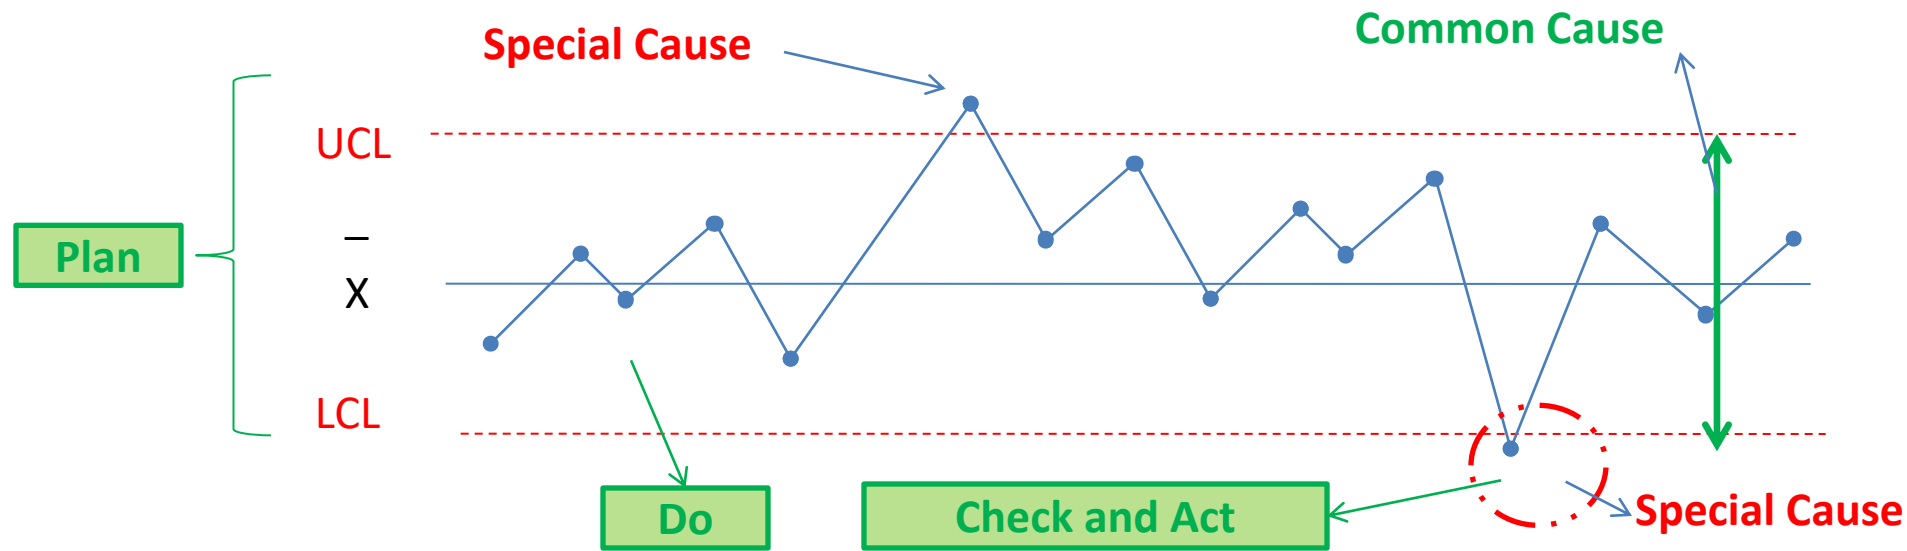 Common Cause
Special Cause
UCL
Plan
X̄
LCL
Do
Check and Act
Special Cause